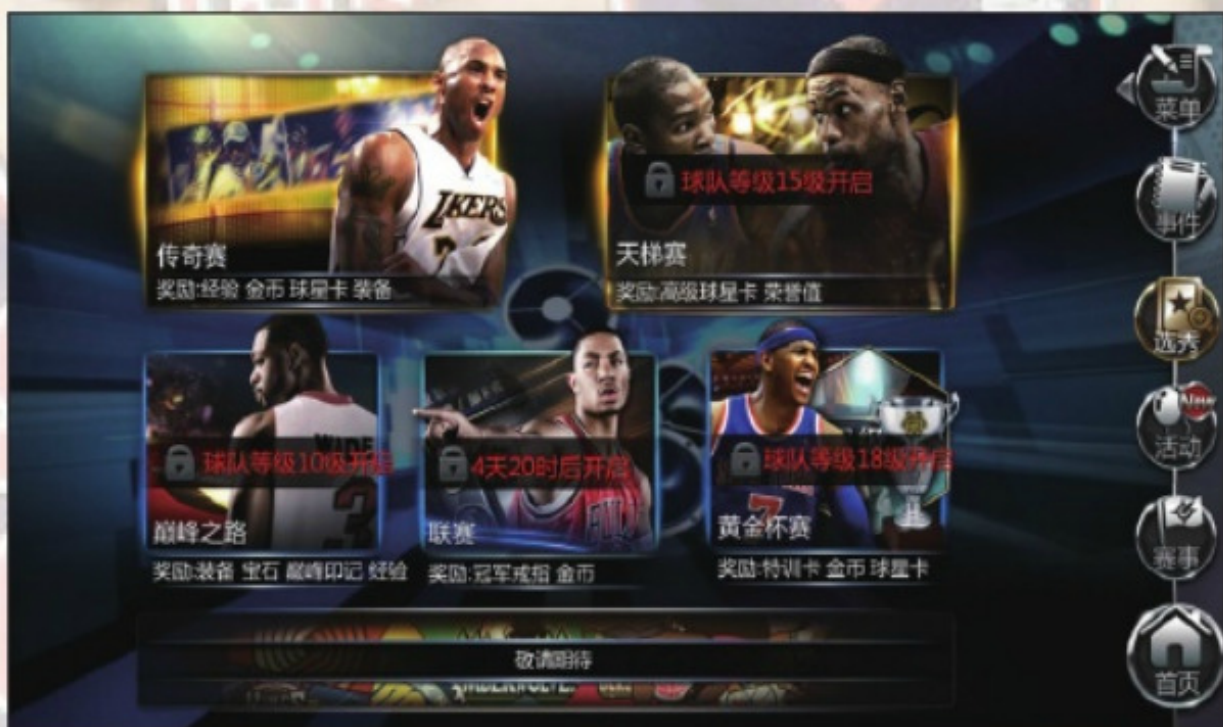 菜单
LAKERS
球队等级15级开启
传奇赛
奖励:经验 金币 球星卡 装备
天梯赛
奖励:高级球星卡 荣誉值
事件
选秀
WADE
3
球队等级10级开启
巅峰之路
奖励:装备 宝石 巅峰印记 经验
4天20时后开启
联赛
奖励:冠军戒指 金币
球队等级18级开启
7
黄金杯赛
奖励:特训卡 金币 球星卡
活动
赛事
敬请期待
首页